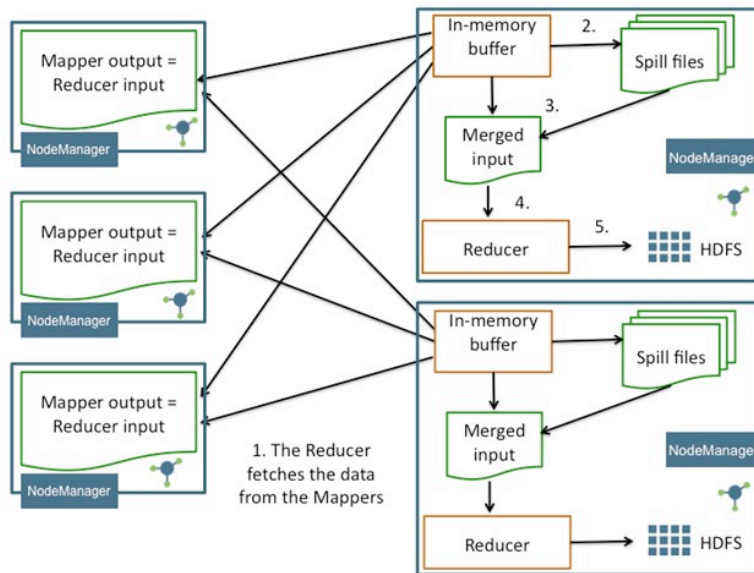 Mapper output =
Reducer input
NodeManager
Mapper output =
Reducer input
NodeManager
Mapper output =
Reducer input
NodeManager
1. The Reducer
fetches the data
from the Mappers
In-memory
buffer
2.
Spill files
3.
Merged
input
NodeManager
4.
Reducer
5.
HDFS
In-memory
buffer
Spill files
Merged
input
NodeManager
Reducer
HDFS